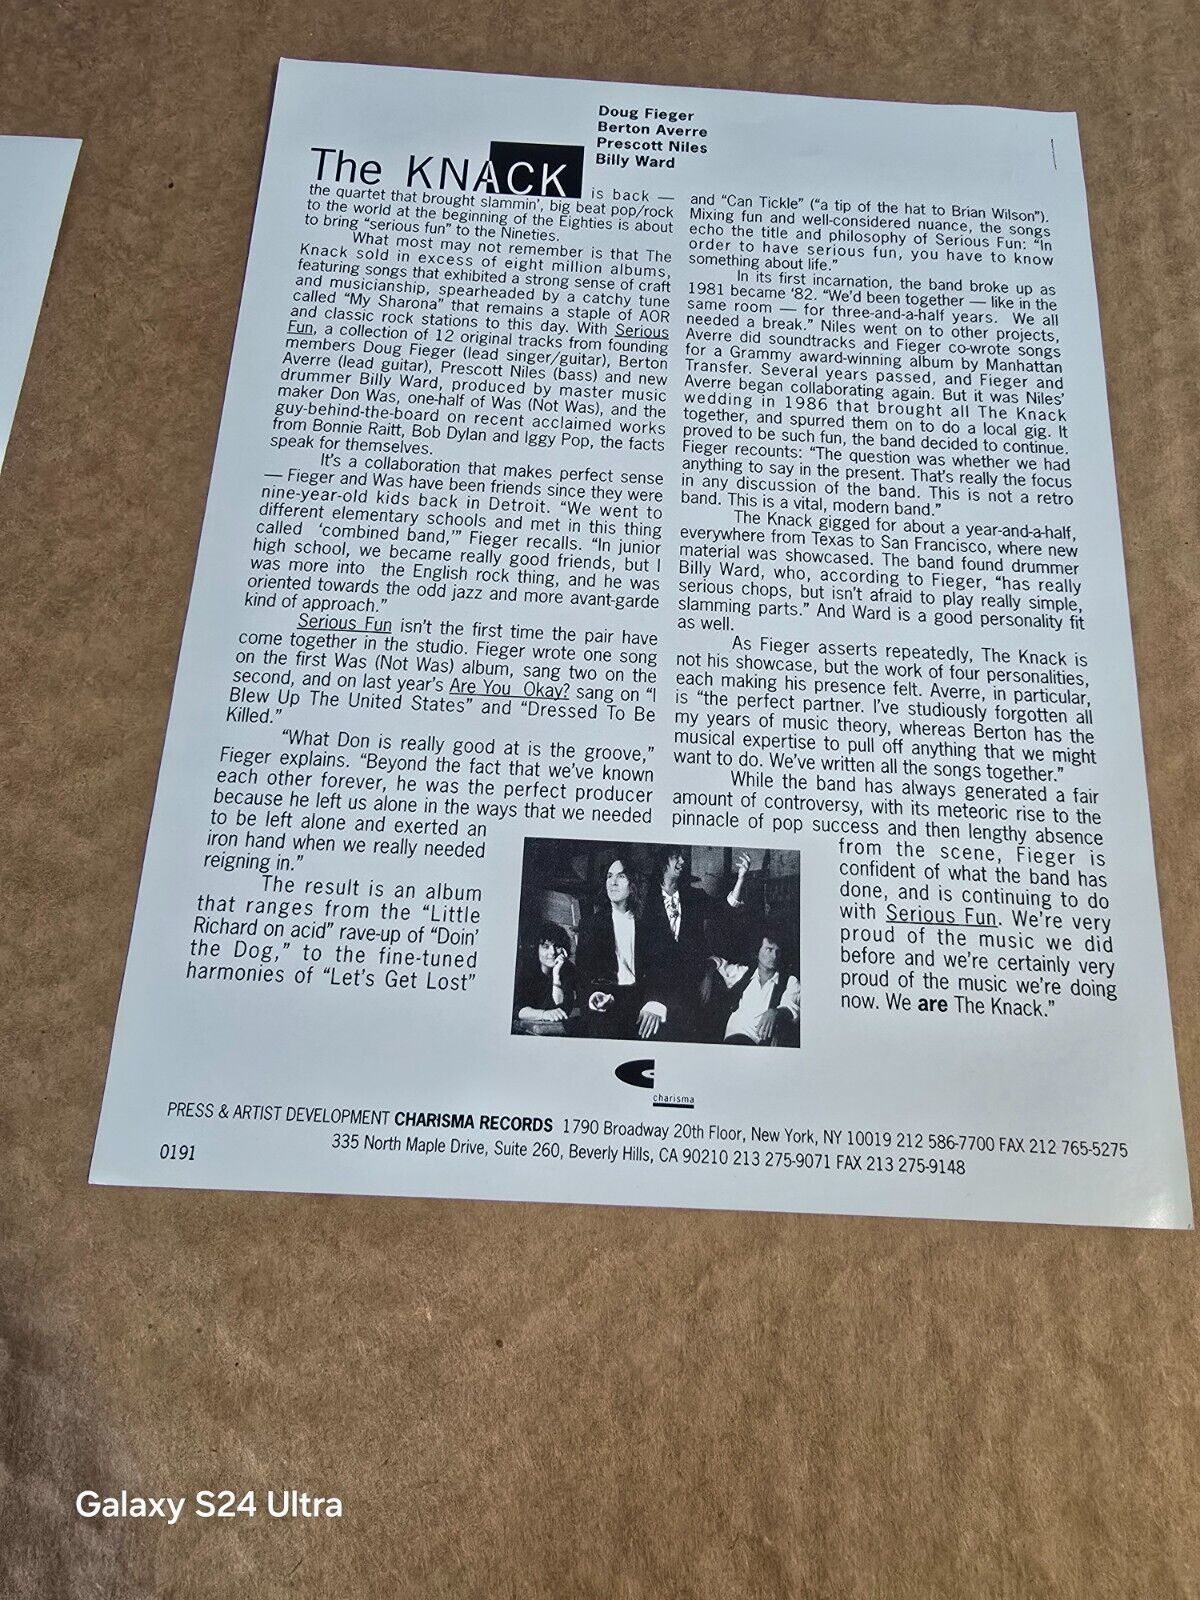 Doug Fieger
Berton Averre
Prescott Niles
Billy Ward
The KNACK is back —
the quartet that brought slammin', big beat pop/rock
to the world at the beginning of the Eighties is about
to bring "serious fun" to the Nineties.
What most may not remember is that The
Knack sold in excess of eight million albums,
featuring songs that exhibited a strong sense of craft
and musicianship, spearheaded by a catchy tune
called "My Sharona" that remains a staple of AOR
and classic rock stations to this day. With Serious
Fun, a collection of 12 original tracks from founding
members Doug Fieger (lead singer/guitar), Berton
Averre (lead guitar), Prescott Niles (bass) and new
drummer Billy Ward, produced by master music
maker Don Was, one-half of Was (Not Was), and the
guy-behind-the-board on recent acclaimed works
from Bonnie Raitt, Bob Dylan and Iggy Pop, the facts
speak for themselves.
It's a collaboration that makes perfect sense
— Fieger and Was have been friends since they were
nine-year-old kids back in Detroit. "We went to
different elementary schools and met in this thing
called 'combined band,'" Fieger recalls. "In junior
high school, we became really good friends, but I
was more into the English rock thing, and he was
oriented towards the odd jazz and more avant-garde
kind of approach."
Serious Fun isn't the first time the pair have
come together in the studio. Fieger wrote one song
on the first Was (Not Was) album, sang two on the
second, and on last year's Are You Okay? sang on "I
Blew Up The United States" and "Dressed To Be
Killed."
"What Don is really good at is the groove,"
Fieger explains. "Beyond the fact that we've known
each other forever, he was the perfect producer
because he left us alone in the ways that we needed
to be left alone and exerted an
iron hand when we really needed
reigning in."
The result is an album
that ranges from the "Little
Richard on acid" rave-up of "Doin'
the Dog," to the fine-tuned
harmonies of "Let's Get Lost"
and "Can Tickle" ("a tip of the hat to Brian Wilson").
Mixing fun and well-considered nuance, the songs
echo the title and philosophy of Serious Fun: "In
order to have serious fun, you have to know
something about life."
In its first incarnation, the band broke up as
1981 became '82. "We'd been together — like in the
same room — for three-and-a-half years. We all
needed a break." Niles went on to other projects,
Averre did soundtracks and Fieger co-wrote songs
for a Grammy award-winning album by Manhattan
Transfer. Several years passed, and Fieger and
Averre began collaborating again. But it was Niles'
wedding in 1986 that brought all The Knack
together, and spurred them on to do a local gig. It
proved to be such fun, the band decided to continue.
Fieger recounts: "The question was whether we had
anything to say in the present. That's really the focus
in any discussion of the band. This is not a retro
band. This is a vital, modern band."
The Knack gigged for about a year-and-a-half,
everywhere from Texas to San Francisco, where new
material was showcased. The band found drummer
Billy Ward, who, according to Fieger, "has really
serious chops, but isn't afraid to play really simple,
slamming parts." And Ward is a good personality fit
as well.
As Fieger asserts repeatedly, The Knack is
not his showcase, but the work of four personalities,
each making his presence felt. Averre, in particular,
is "the perfect partner. I've studiously forgotten all
my years of music theory, whereas Berton has the
musical expertise to pull off anything that we might
want to do. We've written all the songs together."
While the band has always generated a fair
amount of controversy, with its meteoric rise to the
pinnacle of pop success and then lengthy absence
from the scene, Fieger is
confident of what the band has
done, and is continuing to do
with Serious Fun. We're very
proud of the music we did
before and we're certainly very
proud of the music we're doing
now. We are The Knack."
charisma
PRESS & ARTIST DEVELOPMENT CHARISMA RECORDS 1790 Broadway 20th Floor, New York, NY 10019 212 586-7700 FAX 212 765-5275
335 North Maple Drive, Suite 260, Beverly Hills, CA 90210 213 275-9071 FAX 213 275-9148
0191
Galaxy S24 Ultra